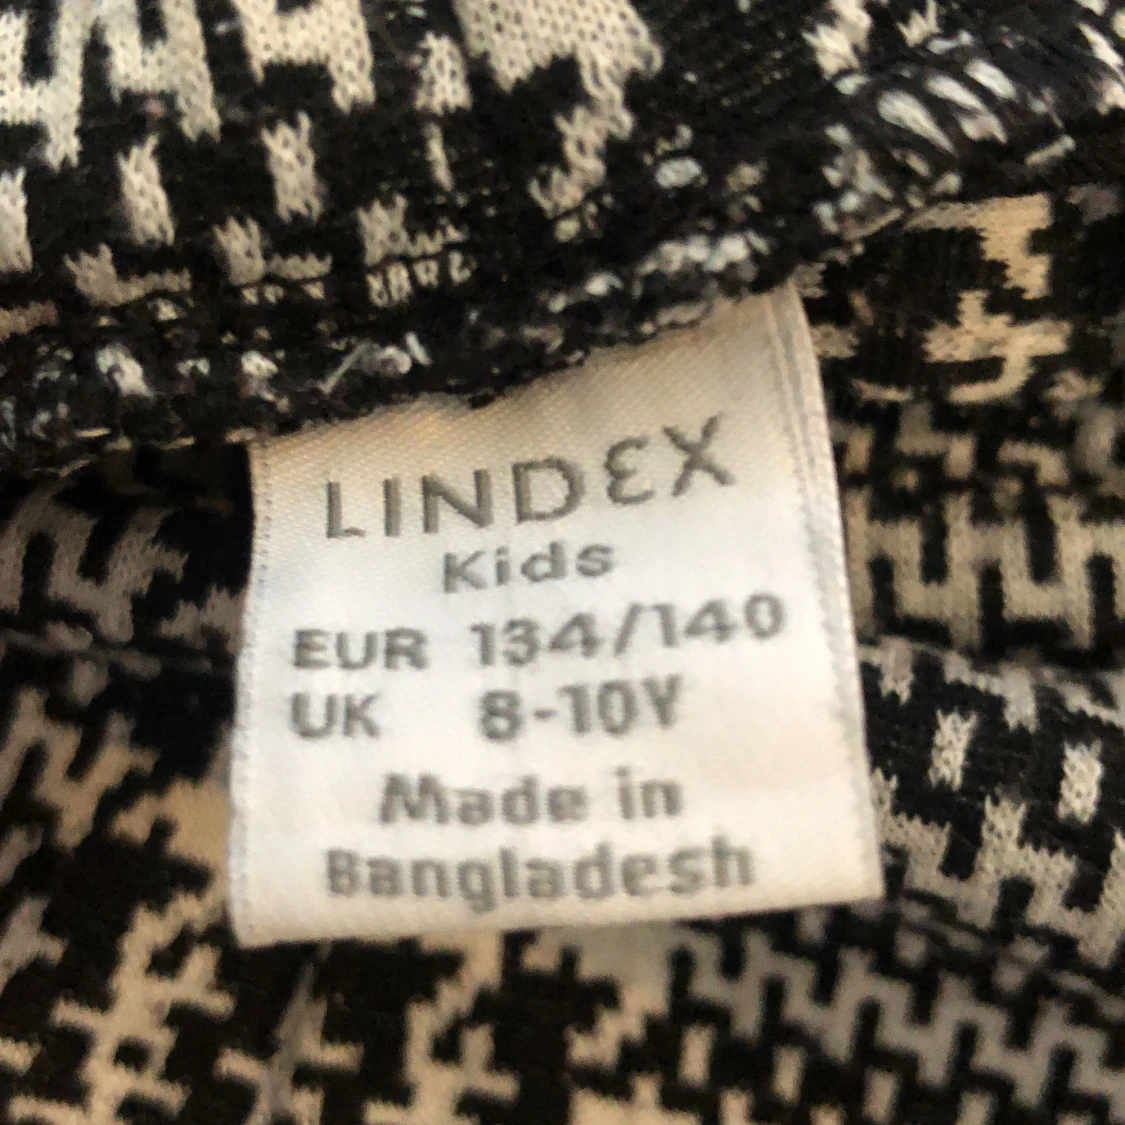 LINDEX
Kids
EUR 134/140
UK 8-10Y
Made in
Bangladesh